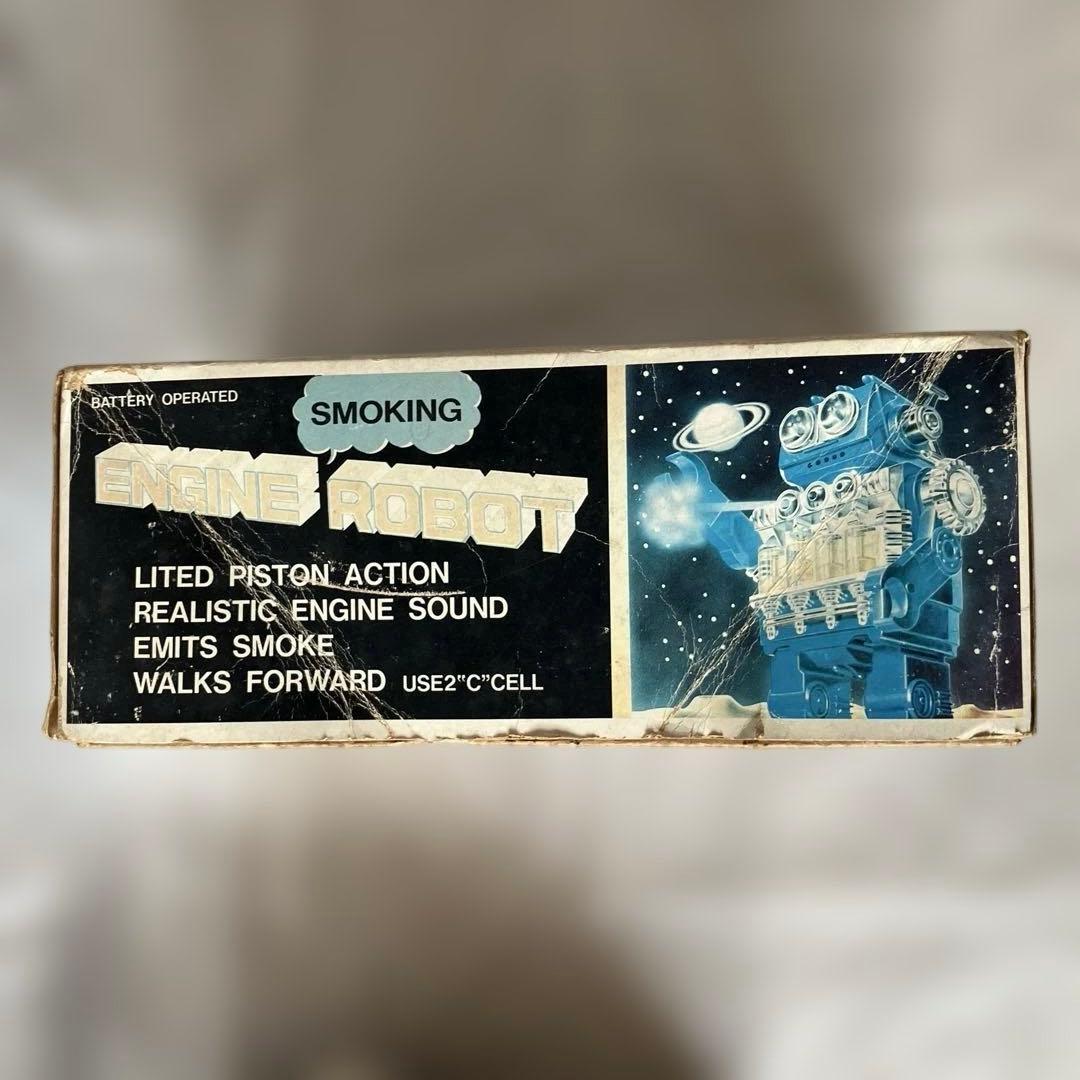 BATTERY OPERATED
SMOKING
ENGINE ROBOT
LITED PISTON ACTION
REALISTIC ENGINE SOUND
EMITS SMOKE
WALKS FORWARD USE2"C"CELL